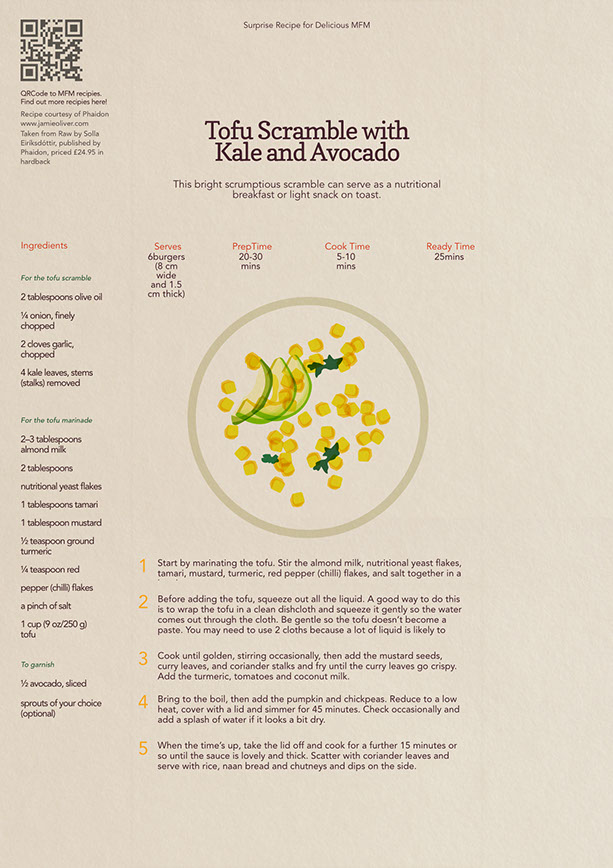 Surprise Recipe for Delicious MFM
QRCode to MFM recipies.
Find out more recipies here!
Recipe courtesy of Phaidon
www.jamieoliver.com
Taken from Raw by Solla
Eiríksdóttir, published by
Phaidon, priced £24.95 in
hardback
Tofu Scramble with
Kale and Avocado
This bright scrumptious scramble can serve as a nutritional
breakfast or light snack on toast.
Ingredients
For the tofu scramble
2 tablespoons olive oil
¼ onion, finely
chopped
2 cloves garlic,
chopped
4 kale leaves, stems
(stalks) removed
For the tofu marinade
2–3 tablespoons
almond milk
2 tablespoons
nutritional yeast flakes
1 tablespoons tamari
1 tablespoon mustard
½ teaspoon ground
turmeric
¼ teaspoon red
pepper (chilli) flakes
a pinch of salt
1 cup (9 oz/250 g)
tofu
To garnish
½ avocado, sliced
sprouts of your choice
(optional)
Serves
6burgers
(8 cm
wide
and 1.5
cm thick)
PrepTime
20-30
mins
Cook Time
5-10
mins
Ready Time
25mins
1 Start by marinating the tofu. Stir the almond milk, nutritional yeast flakes,
tamari, mustard, turmeric, red pepper (chilli) flakes, and salt together in a
2 Before adding the tofu, squeeze out all the liquid. A good way to do this
is to wrap the tofu in a clean dishcloth and squeeze it gently so the water
comes out through the cloth. Be gentle so the tofu doesn’t become a
paste. You may need to use 2 cloths because a lot of liquid is likely to
3 Cook until golden, stirring occasionally, then add the mustard seeds,
curry leaves, and coriander stalks and fry until the curry leaves go crispy.
Add the turmeric, tomatoes and coconut milk.
4 Bring to the boil, then add the pumpkin and chickpeas. Reduce to a low
heat, cover with a lid and simmer for 45 minutes. Check occasionally and
add a splash of water if it looks a bit dry.
5 When the time’s up, take the lid off and cook for a further 15 minutes or
so until the sauce is lovely and thick. Scatter with coriander leaves and
serve with rice, naan bread and chutneys and dips on the side.